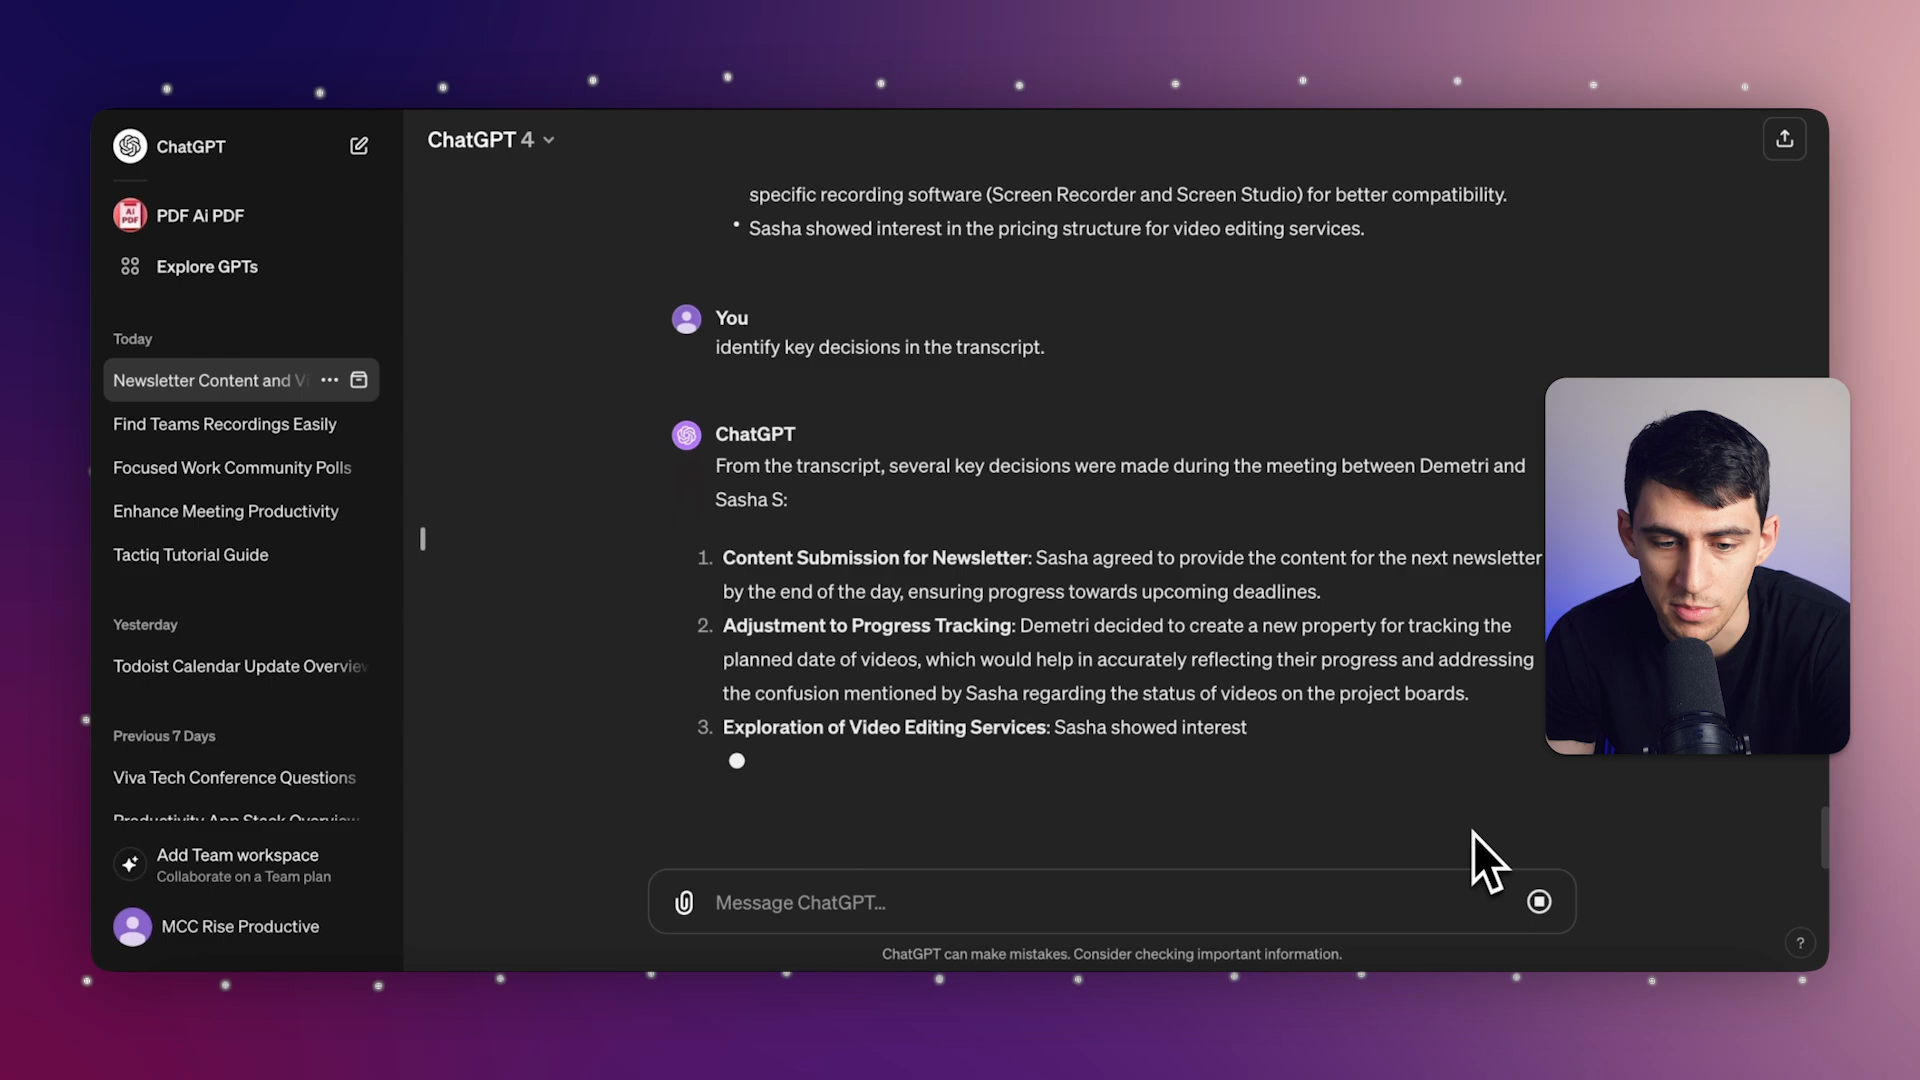 ChatGPT
PDF Ai PDF
Explore GPTs
Today
Newsletter Content and Vi
Find Teams Recordings Easily
Focused Work Community Polls
Enhance Meeting Productivity
Tactiq Tutorial Guide
Yesterday
Todoist Calendar Update Overview
Previous 7 Days
Viva Tech Conference Questions
Productivity App Stack Overview
Add Team workspace
Collaborate on a Team plan
MCC Rise Productive
ChatGPT 4
specific recording software (Screen Recorder and Screen Studio) for better compatibility.
• Sasha showed interest in the pricing structure for video editing services.
You
identify key decisions in the transcript.
ChatGPT
From the transcript, several key decisions were made during the meeting between Demetri and
Sasha S:
1. Content Submission for Newsletter: Sasha agreed to provide the content for the next newsletter
by the end of the day, ensuring progress towards upcoming deadlines.
2. Adjustment to Progress Tracking: Demetri decided to create a new property for tracking the
planned date of videos, which would help in accurately reflecting their progress and addressing
the confusion mentioned by Sasha regarding the status of videos on the project boards.
3. Exploration of Video Editing Services: Sasha showed interest
Message ChatGPT...
ChatGPT can make mistakes. Consider checking important information.
?